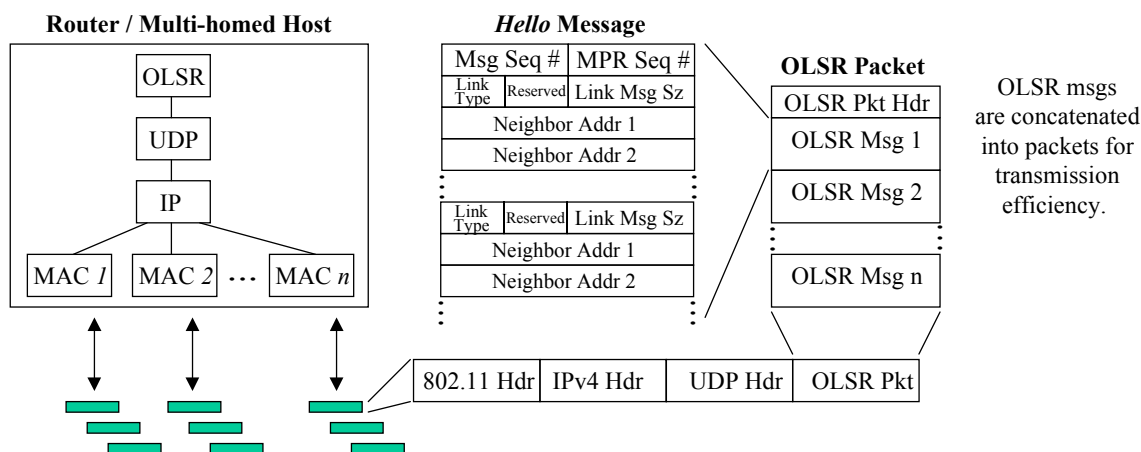 Router / Multi-homed Host
OLSR
UDP
IP
MAC 1
MAC 2
...
MAC n
Hello Message
Msg Seq #
MPR Seq #
Link Type
Reserved
Link Msg Sz
Neighbor Addr 1
Neighbor Addr 2
Link Type
Reserved
Link Msg Sz
Neighbor Addr 1
Neighbor Addr 2
OLSR Packet
OLSR Pkt Hdr
OLSR Msg 1
OLSR Msg 2
OLSR Msg n
OLSR msgs
are concatenated
into packets for
transmission
efficiency.
802.11 Hdr
IPv4 Hdr
UDP Hdr
OLSR Pkt